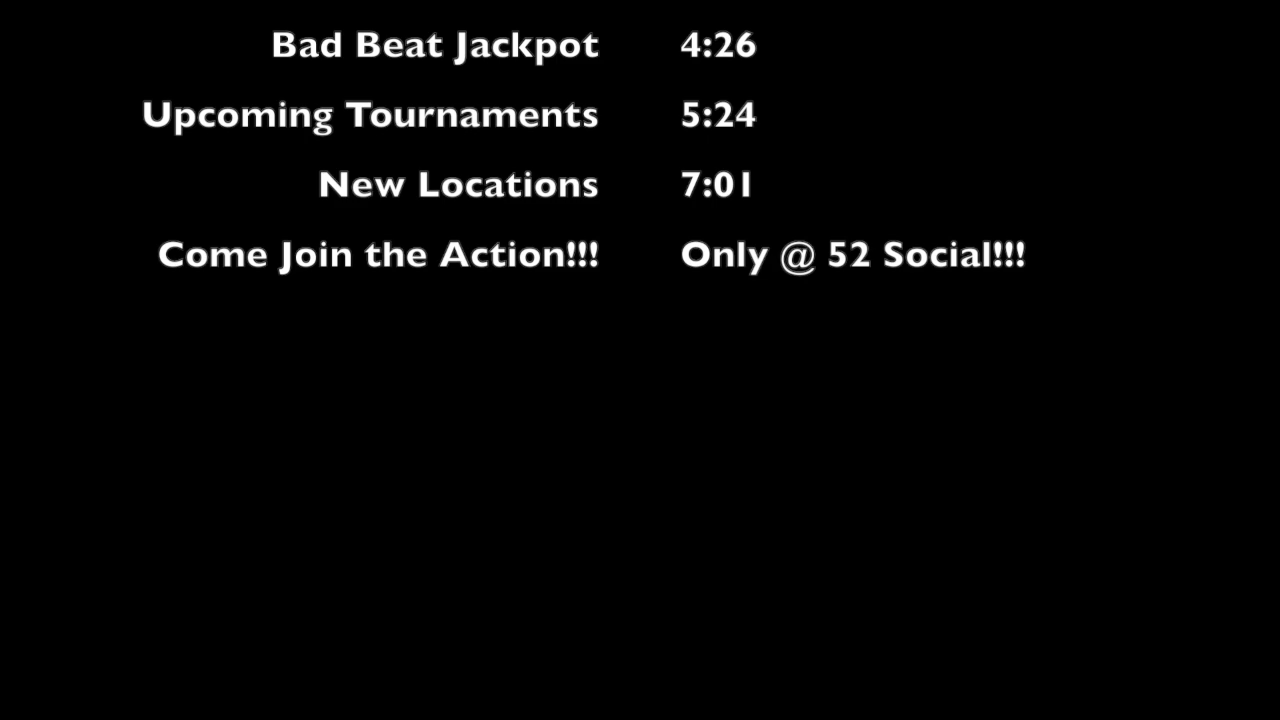 Bad Beat Jackpot 4:26
Upcoming Tournaments 5:24
New Locations 7:01
Come Join the Action!!! Only @ 52 Social!!!